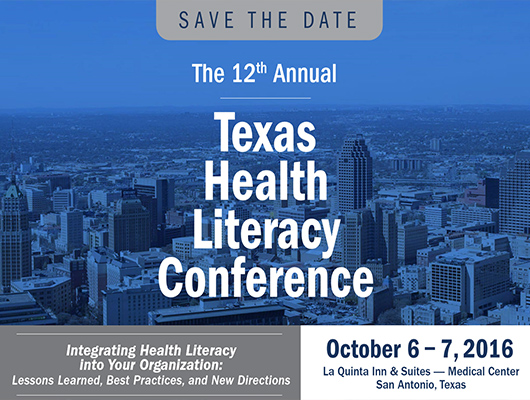 SAVE THE DATE
The 12th Annual
Texas
Health
Literacy
Conference
Integrating Health Literacy
into Your Organization:
Lessons Learned, Best Practices, and New Directions
October 6 – 7, 2016
La Quinta Inn & Suites — Medical Center
San Antonio, Texas